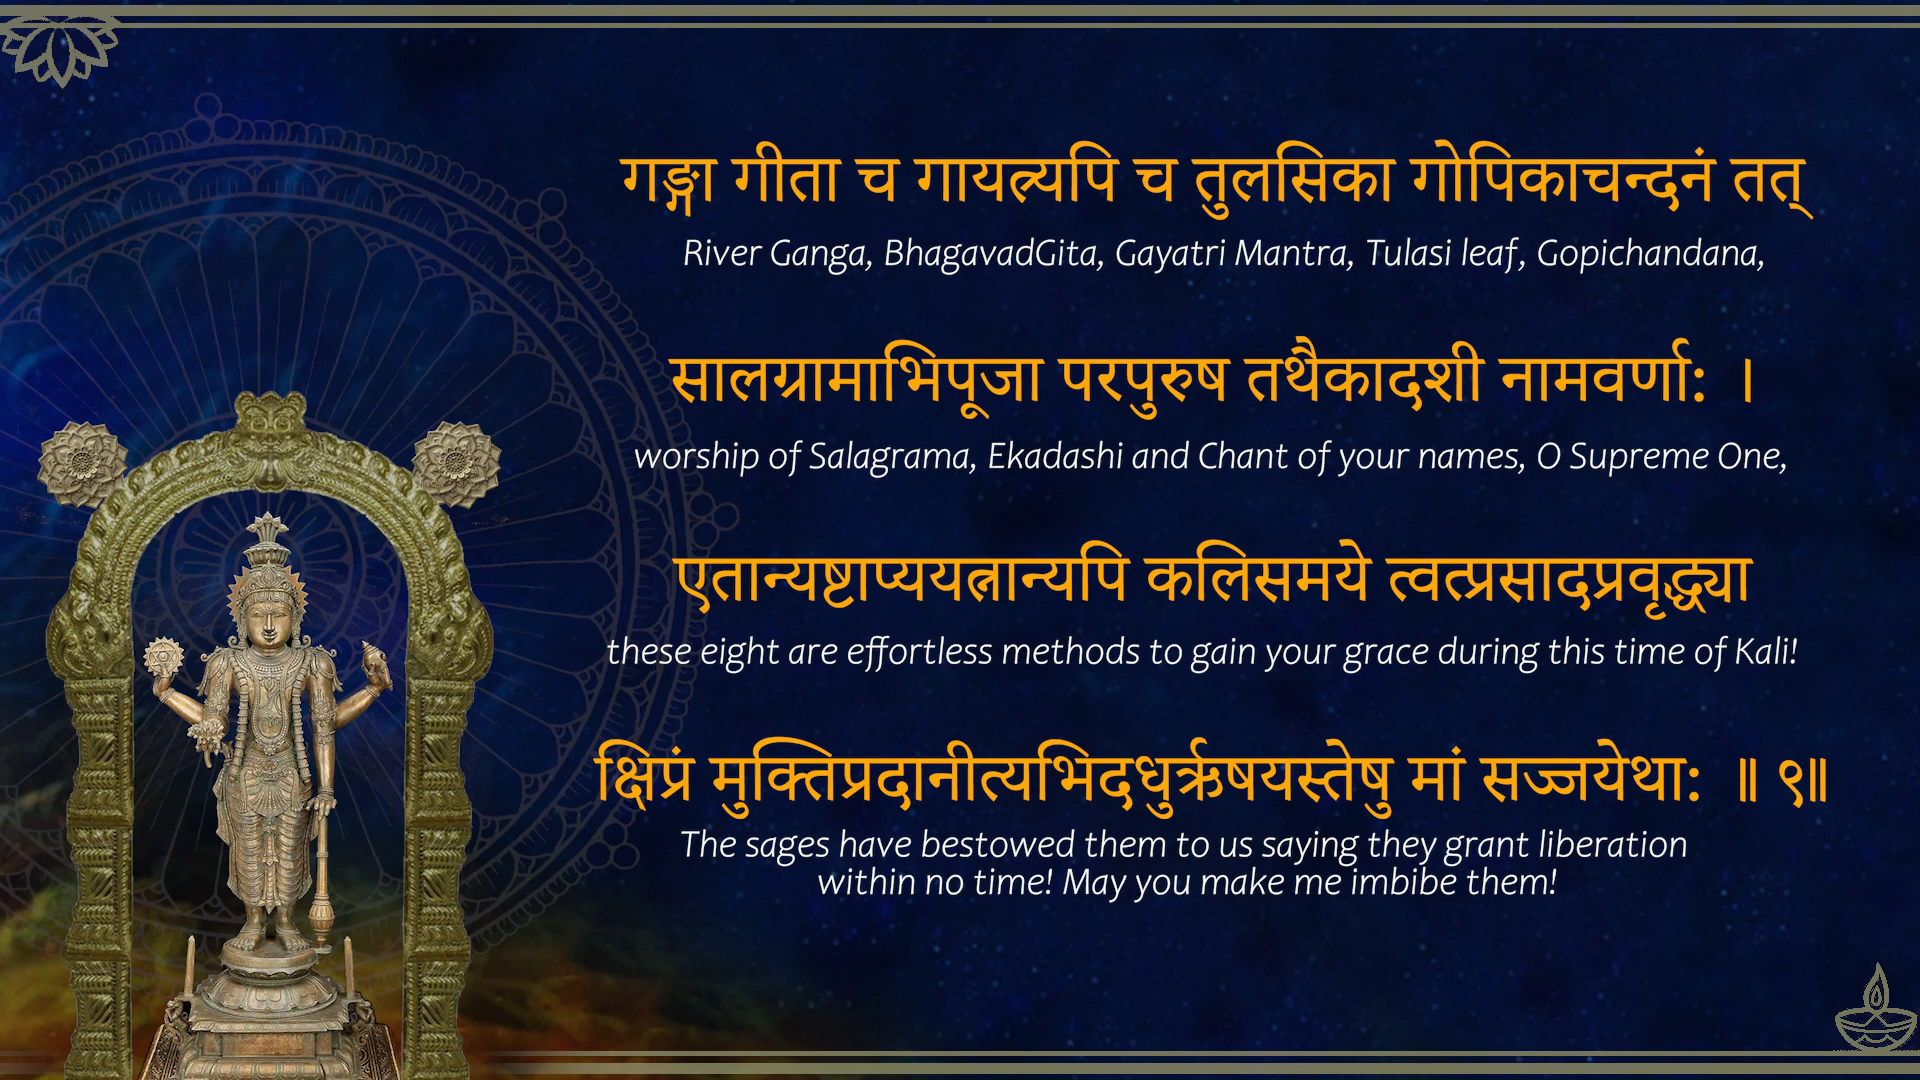 गङ्गा गीता च गायत्र्यपि च तुलसिका गोपिकाचन्दनं तत्
River Ganga, BhagavadGita, Gayatri Mantra, Tulasi leaf, Gopichandana,
सालग्रामाभिपूजा परपुरुष तथैकादशी नामवर्णाः ।
worship of Salagrama, Ekadashi and Chant of your names, O Supreme One,
एतान्यष्टाप्ययत्नान्यपि कलिसमये त्वत्प्रसादप्रवृद्ध्या
these eight are effortless methods to gain your grace during this time of Kali!
क्षिप्रं मुक्तिप्रदानीत्यभिदधुर्ऋषयस्तेषु मां सज्जयेथाः ॥ ९॥
The sages have bestowed them to us saying they grant liberation
within no time! May you make me imbibe them!